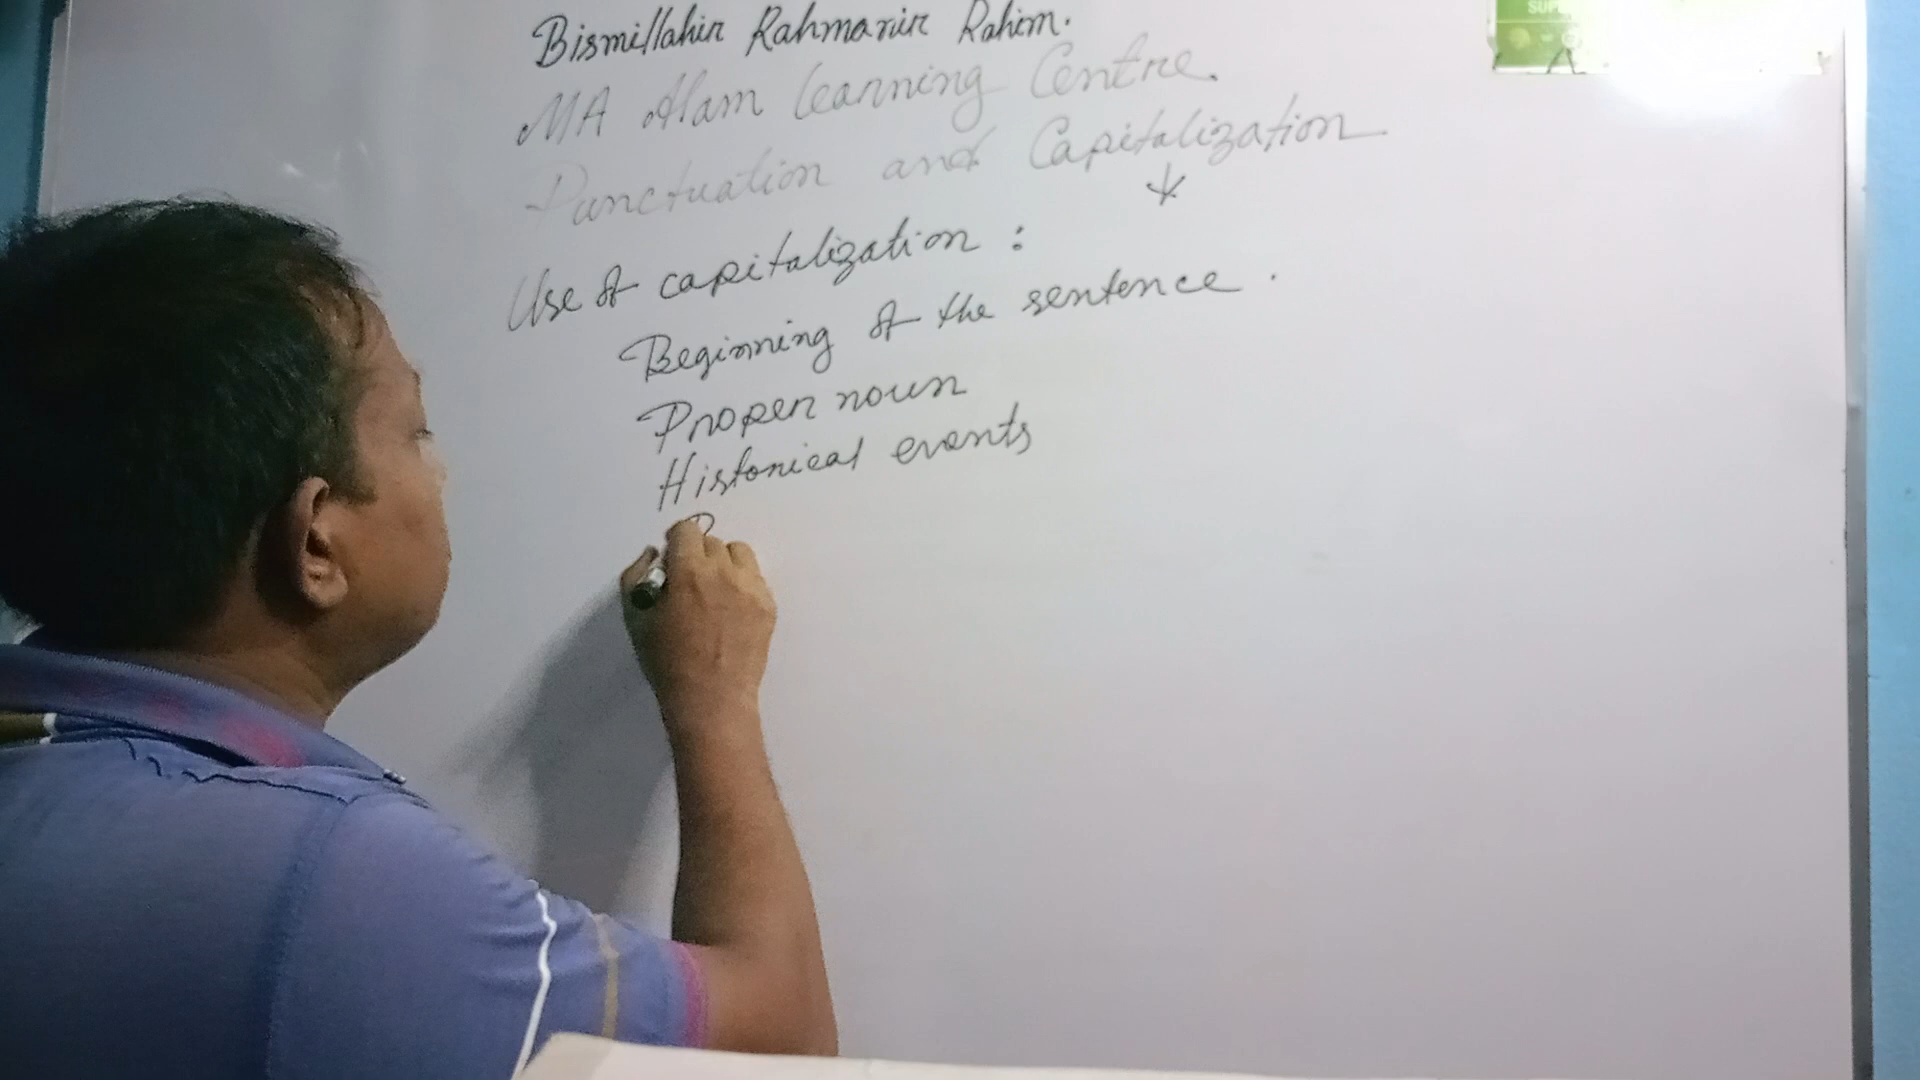 SUP
Bismillahir Rahmanir Rahim.
MA Alam Learning Centre.
Punctuation and Capitalization
Use of capitalization :
Beginning of the sentence.
Proper noun
Historical events